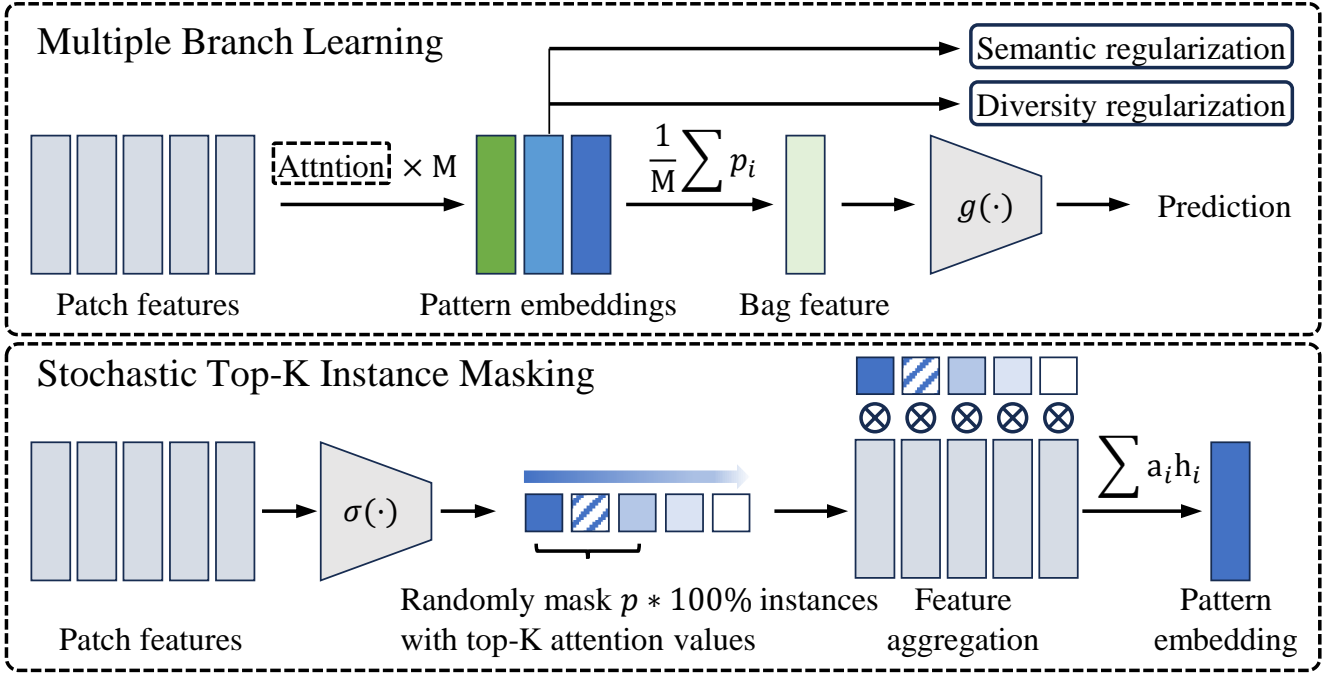 Multiple Branch Learning
Semantic regularization
Diversity regularization
Attntion × M
1/M ∑ p_i
g(·)
Prediction
Patch features
Pattern embeddings
Bag feature
Stochastic Top-K Instance Masking
σ(·)
∑ a_i h_i
Randomly mask p * 100% instances
with top-K attention values
Patch features
Feature
aggregation
Pattern
embedding